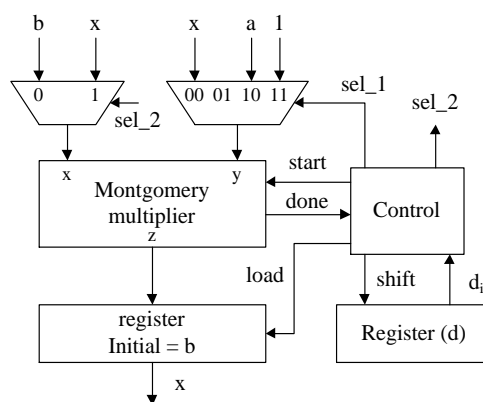 b x x a 1
0 1 00 01 10 11
sel_2 sel_1 sel_2
x y start
Montgomery
multiplier
z
done
Control
load
shift
d_i
register
Initial = b
Register (d)
x